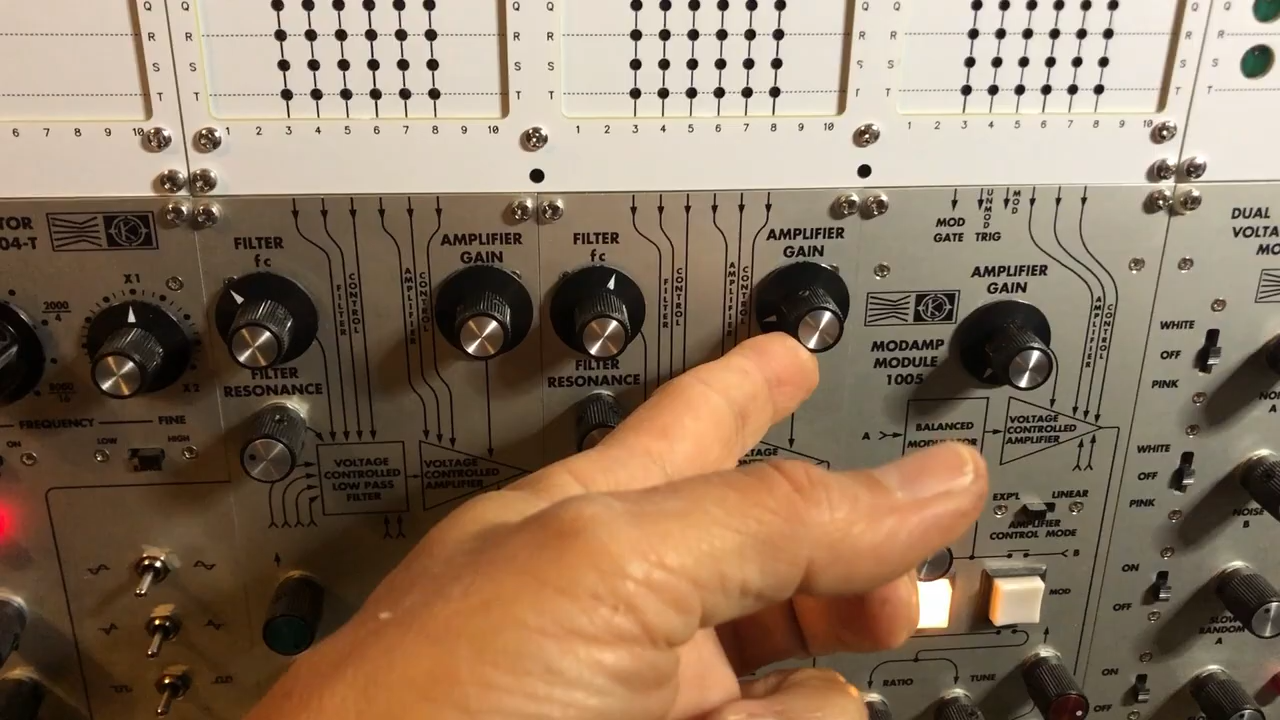 Q Q Q Q Q Q
R R R R R R
S S S S S
T T T T T T
6 7 8 9 10
1 2 3 4 5 6 7 8 9 10
1 2 3 4 5 6 7 8 9 10
1 2 3 4 5 6 7 8 9 10
TOR
04-T
X1
2000
4
8060
16
X2
FREQUENCY
FINE
ON
LOW
HIGH
FILTER
fc
FILTER
CONTROL
AMPLIFIER
CONTROL
AMPLIFIER
GAIN
FILTER
RESONANCE
VOLTAGE
CONTROLLED
LOW PASS
FILTER
VOLTAGE
CONTROLLED
AMPLIFIER
FILTER
fc
FILTER
CONTROL
AMPLIFIER
CONTROL
AMPLIFIER
GAIN
FILTER
RESONANCE
MOD
GATE
UNMOD
TRIG
MOD
AMPLIFIER
GAIN
AMPLIFIER
CONTROL
MODAMP
MODULE
1005
A
BALANCED
VOLTAGE
CONTROLLED
AMPLIFIER
EXP'L
LINEAR
AMPLIFIER
CONTROL MODE
B
MOD
RATIO
TUNE
DUAL
VOLTA
MO
WHITE
OFF
PINK
WHITE
OFF
PINK
NOISE
B
ON
OFF
SLOW
RANDOM
A
ON
OFF